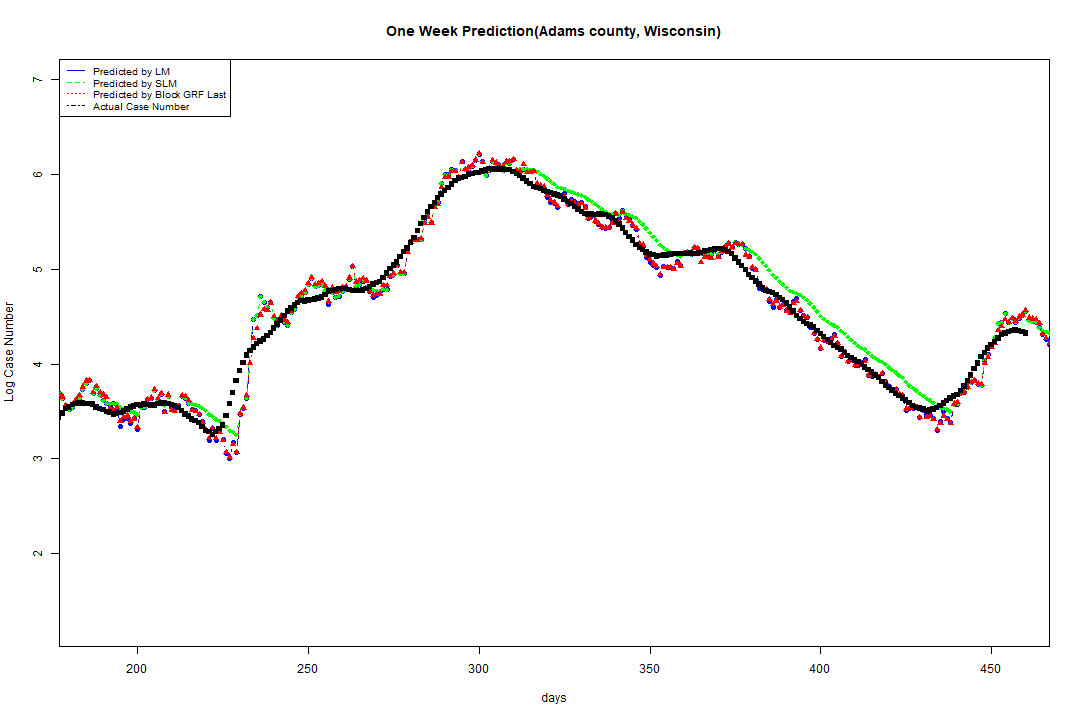 One Week Prediction(Adams county, Wisconsin)
Predicted by LM
Predicted by SLM
Predicted by Block GRF Last
Actual Case Number
7
6
5
4
3
2
Log Case Number
200 250 300 350 400 450
days